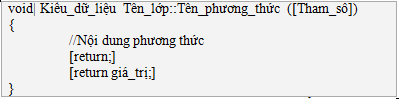 void| Kiểu_dữ_liệu Tên_lớp::Tên_phương_thức ([Tham_số])
{
//Nội dung phương thức
[return;]
[return giá_trị;]
}